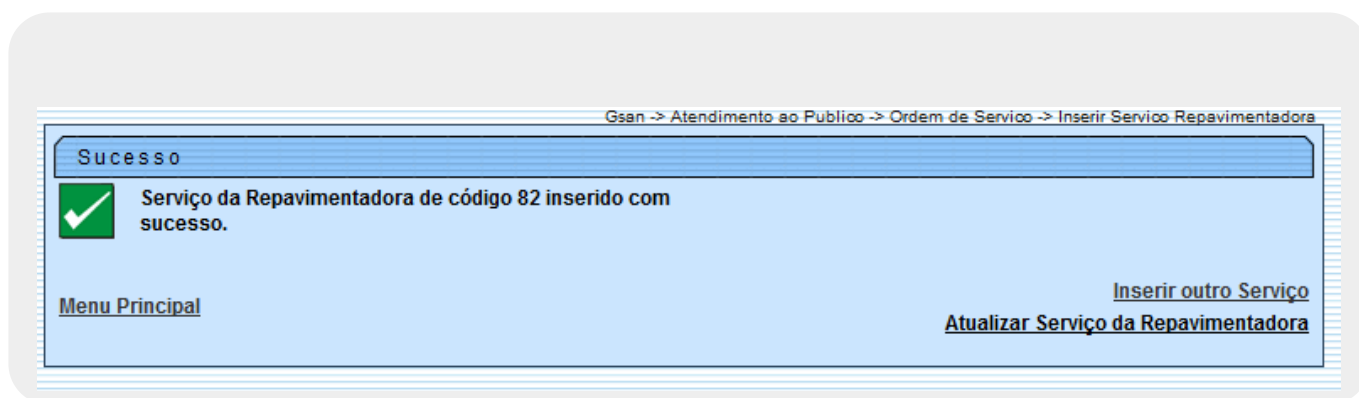 Gsan -> Atendimento ao Publico -> Ordem de Servico -> Inserir Servico Repavimentadora
Sucesso
Serviço da Repavimentadora de código 82 inserido com
sucesso.
Inserir outro Serviço
Menu Principal
Atualizar Serviço da Repavimentadora